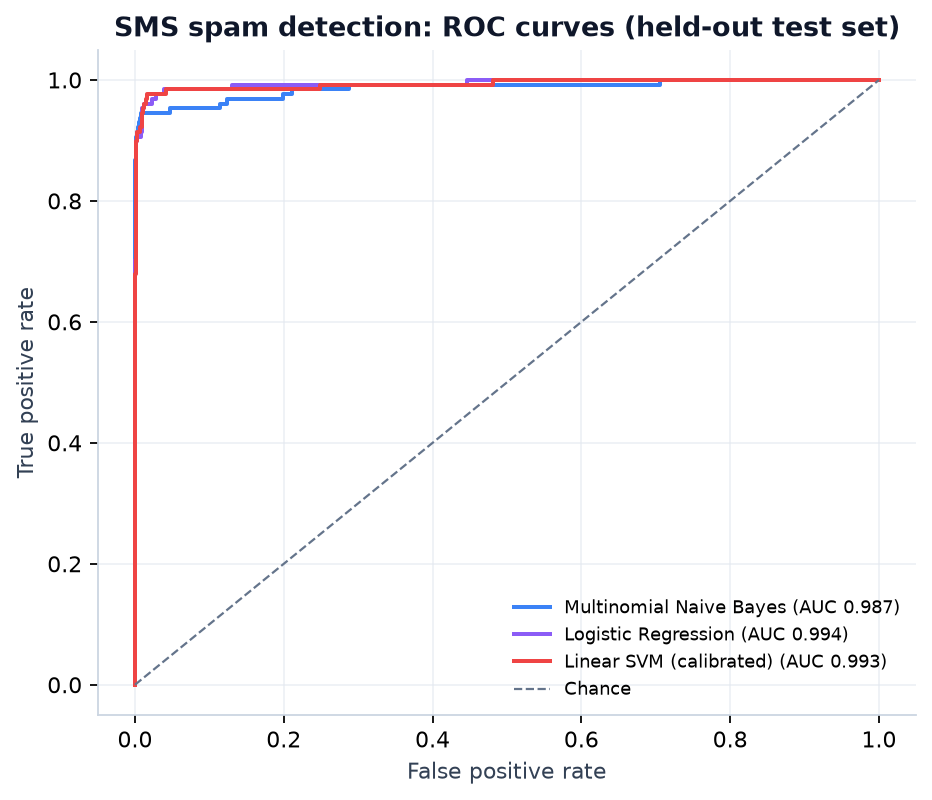 SMS spam detection: ROC curves (held-out test set)
True positive rate
1.0
0.8
0.6
0.4
0.2
0.0
Multinomial Naive Bayes (AUC 0.987)
Logistic Regression (AUC 0.994)
Linear SVM (calibrated) (AUC 0.993)
Chance
0.0 0.2 0.4 0.6 0.8 1.0
False positive rate